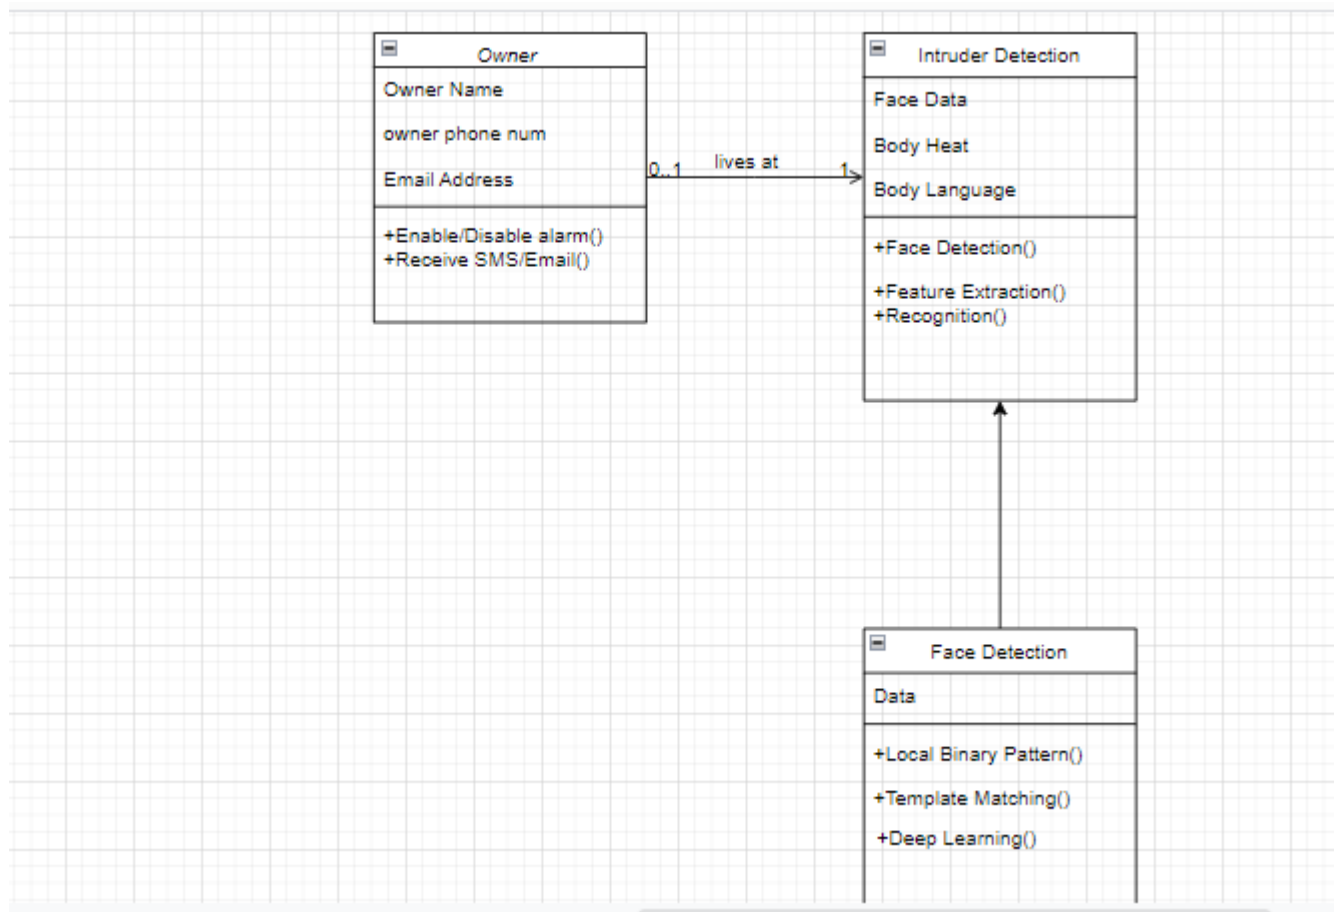 Owner
Owner Name
owner phone num
Email Address
+Enable/Disable alarm()
+Receive SMS/Email()
0..1
lives at
1
Intruder Detection
Face Data
Body Heat
Body Language
+Face Detection()
+Feature Extraction()
+Recognition()
Face Detection
Data
+Local Binary Pattern()
+Template Matching()
+Deep Learning()